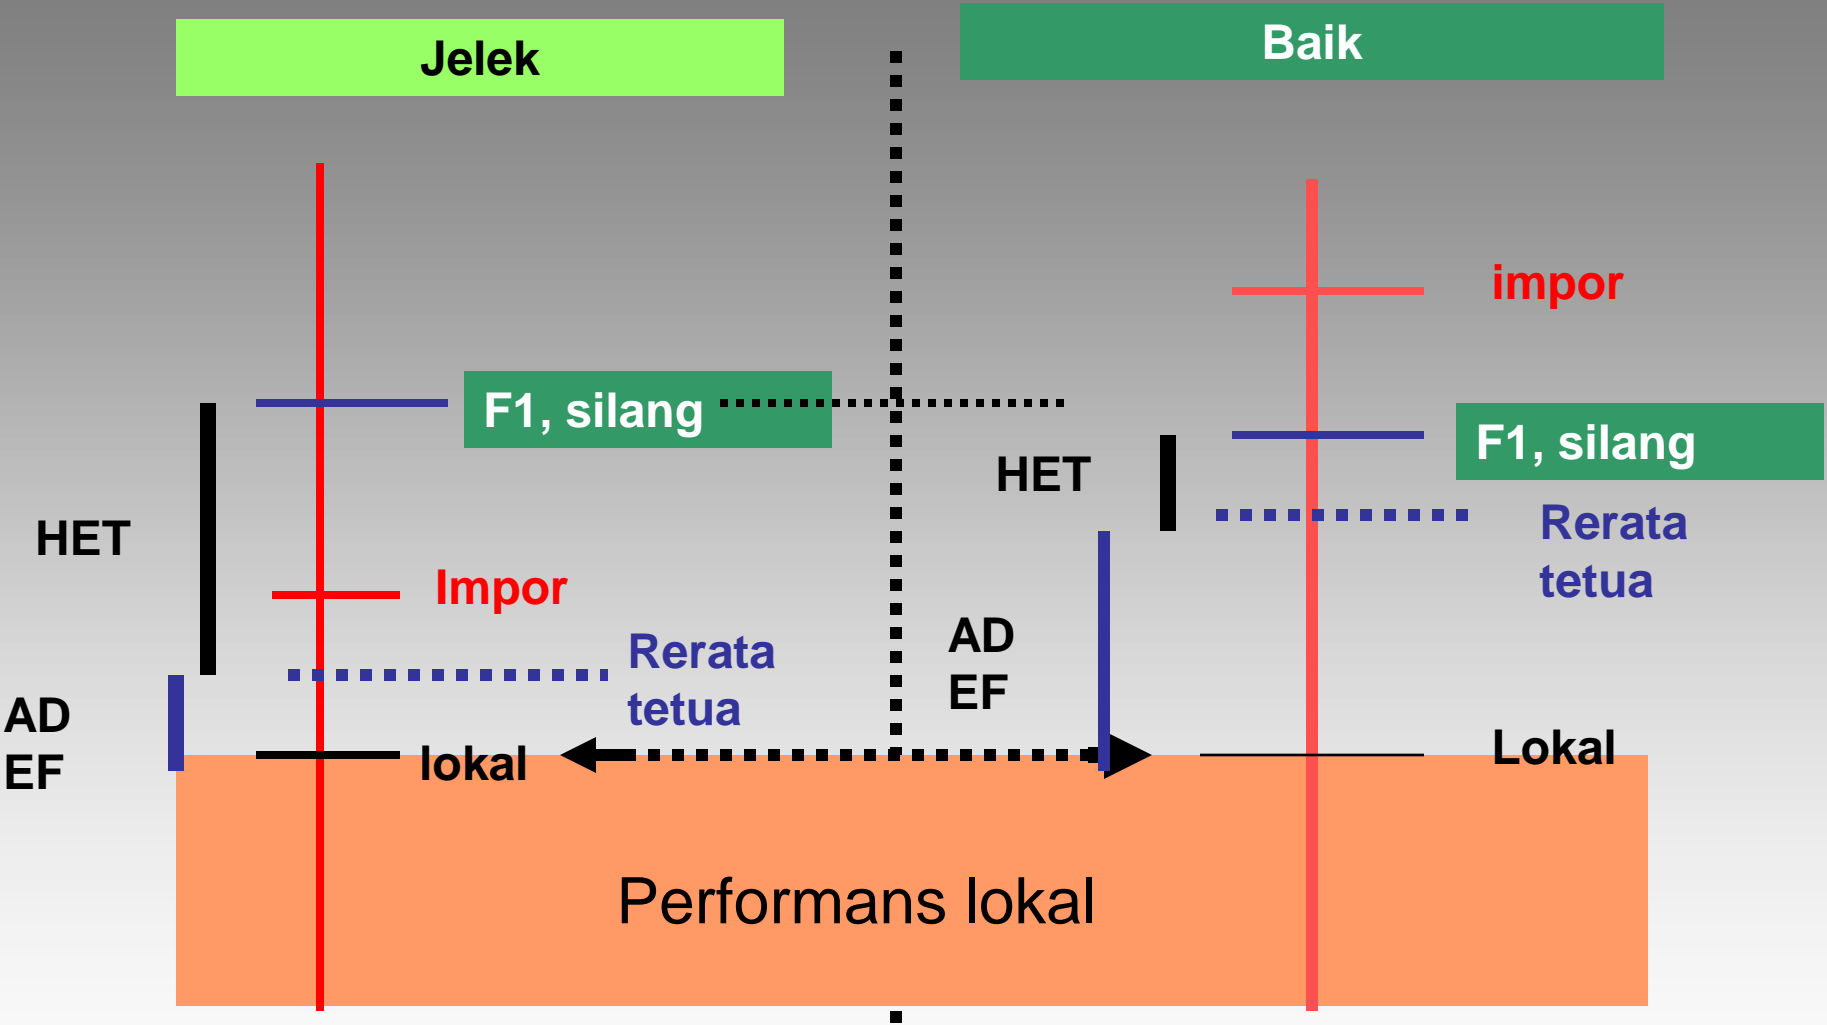 Jelek
Baik
impor
F1, silang
F1, silang
HET
HET
Rerata
tetua
Impor
Rerata
tetua
AD
EF
AD
EF
lokal
Lokal
Performans lokal